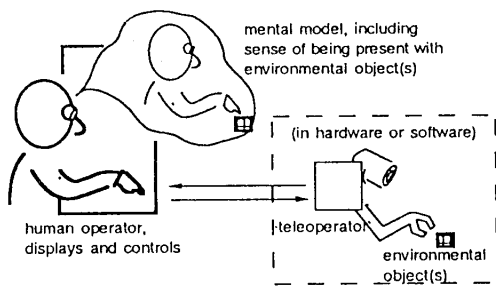 mental model, including
sense of being present with
environmental object(s)
(in hardware or software)
human operator,
displays and controls
teleoperator
environmental
object(s)